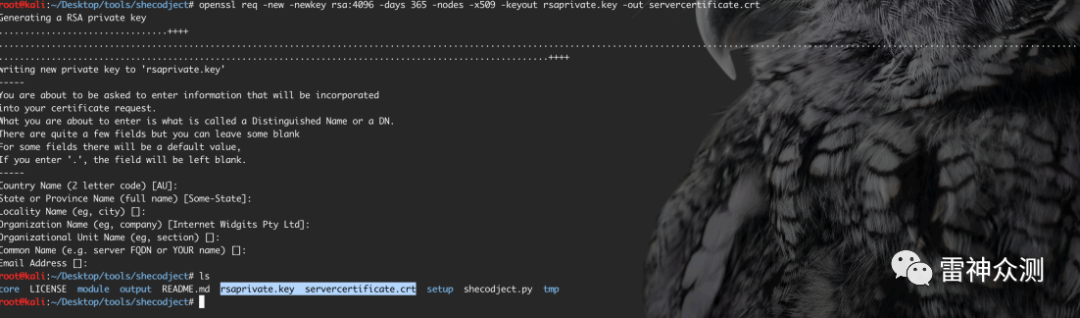 root@kali:~/Desktop/tools/shecodject# openssl req -new -newkey rsa:4096 -days 365 -nodes -x509 -keyout rsaprivate.key -out servercertificate.crt
Generating a RSA private key
................................++++
...............................................................................................................................................................................................................
..........................................................................................................++++
writing new private key to 'rsaprivate.key'
-----
You are about to be asked to enter information that will be incorporated
into your certificate request.
What you are about to enter is what is called a Distinguished Name or a DN.
There are quite a few fields but you can leave some blank
For some fields there will be a default value,
If you enter '.', the field will be left blank.
-----
Country Name (2 letter code) [AU]:
State or Province Name (full name) [Some-State]:
Locality Name (eg, city) []:
Organization Name (eg, company) [Internet Widgits Pty Ltd]:
Organizational Unit Name (eg, section) []:
Common Name (e.g. server FQDN or YOUR name) []:
Email Address []:
root@kali:~/Desktop/tools/shecodject# ls
core LICENSE module output README.md rsaprivate.key servercertificate.crt setup shecodject.py tmp
root@kali:~/Desktop/tools/shecodject#
雷神众测